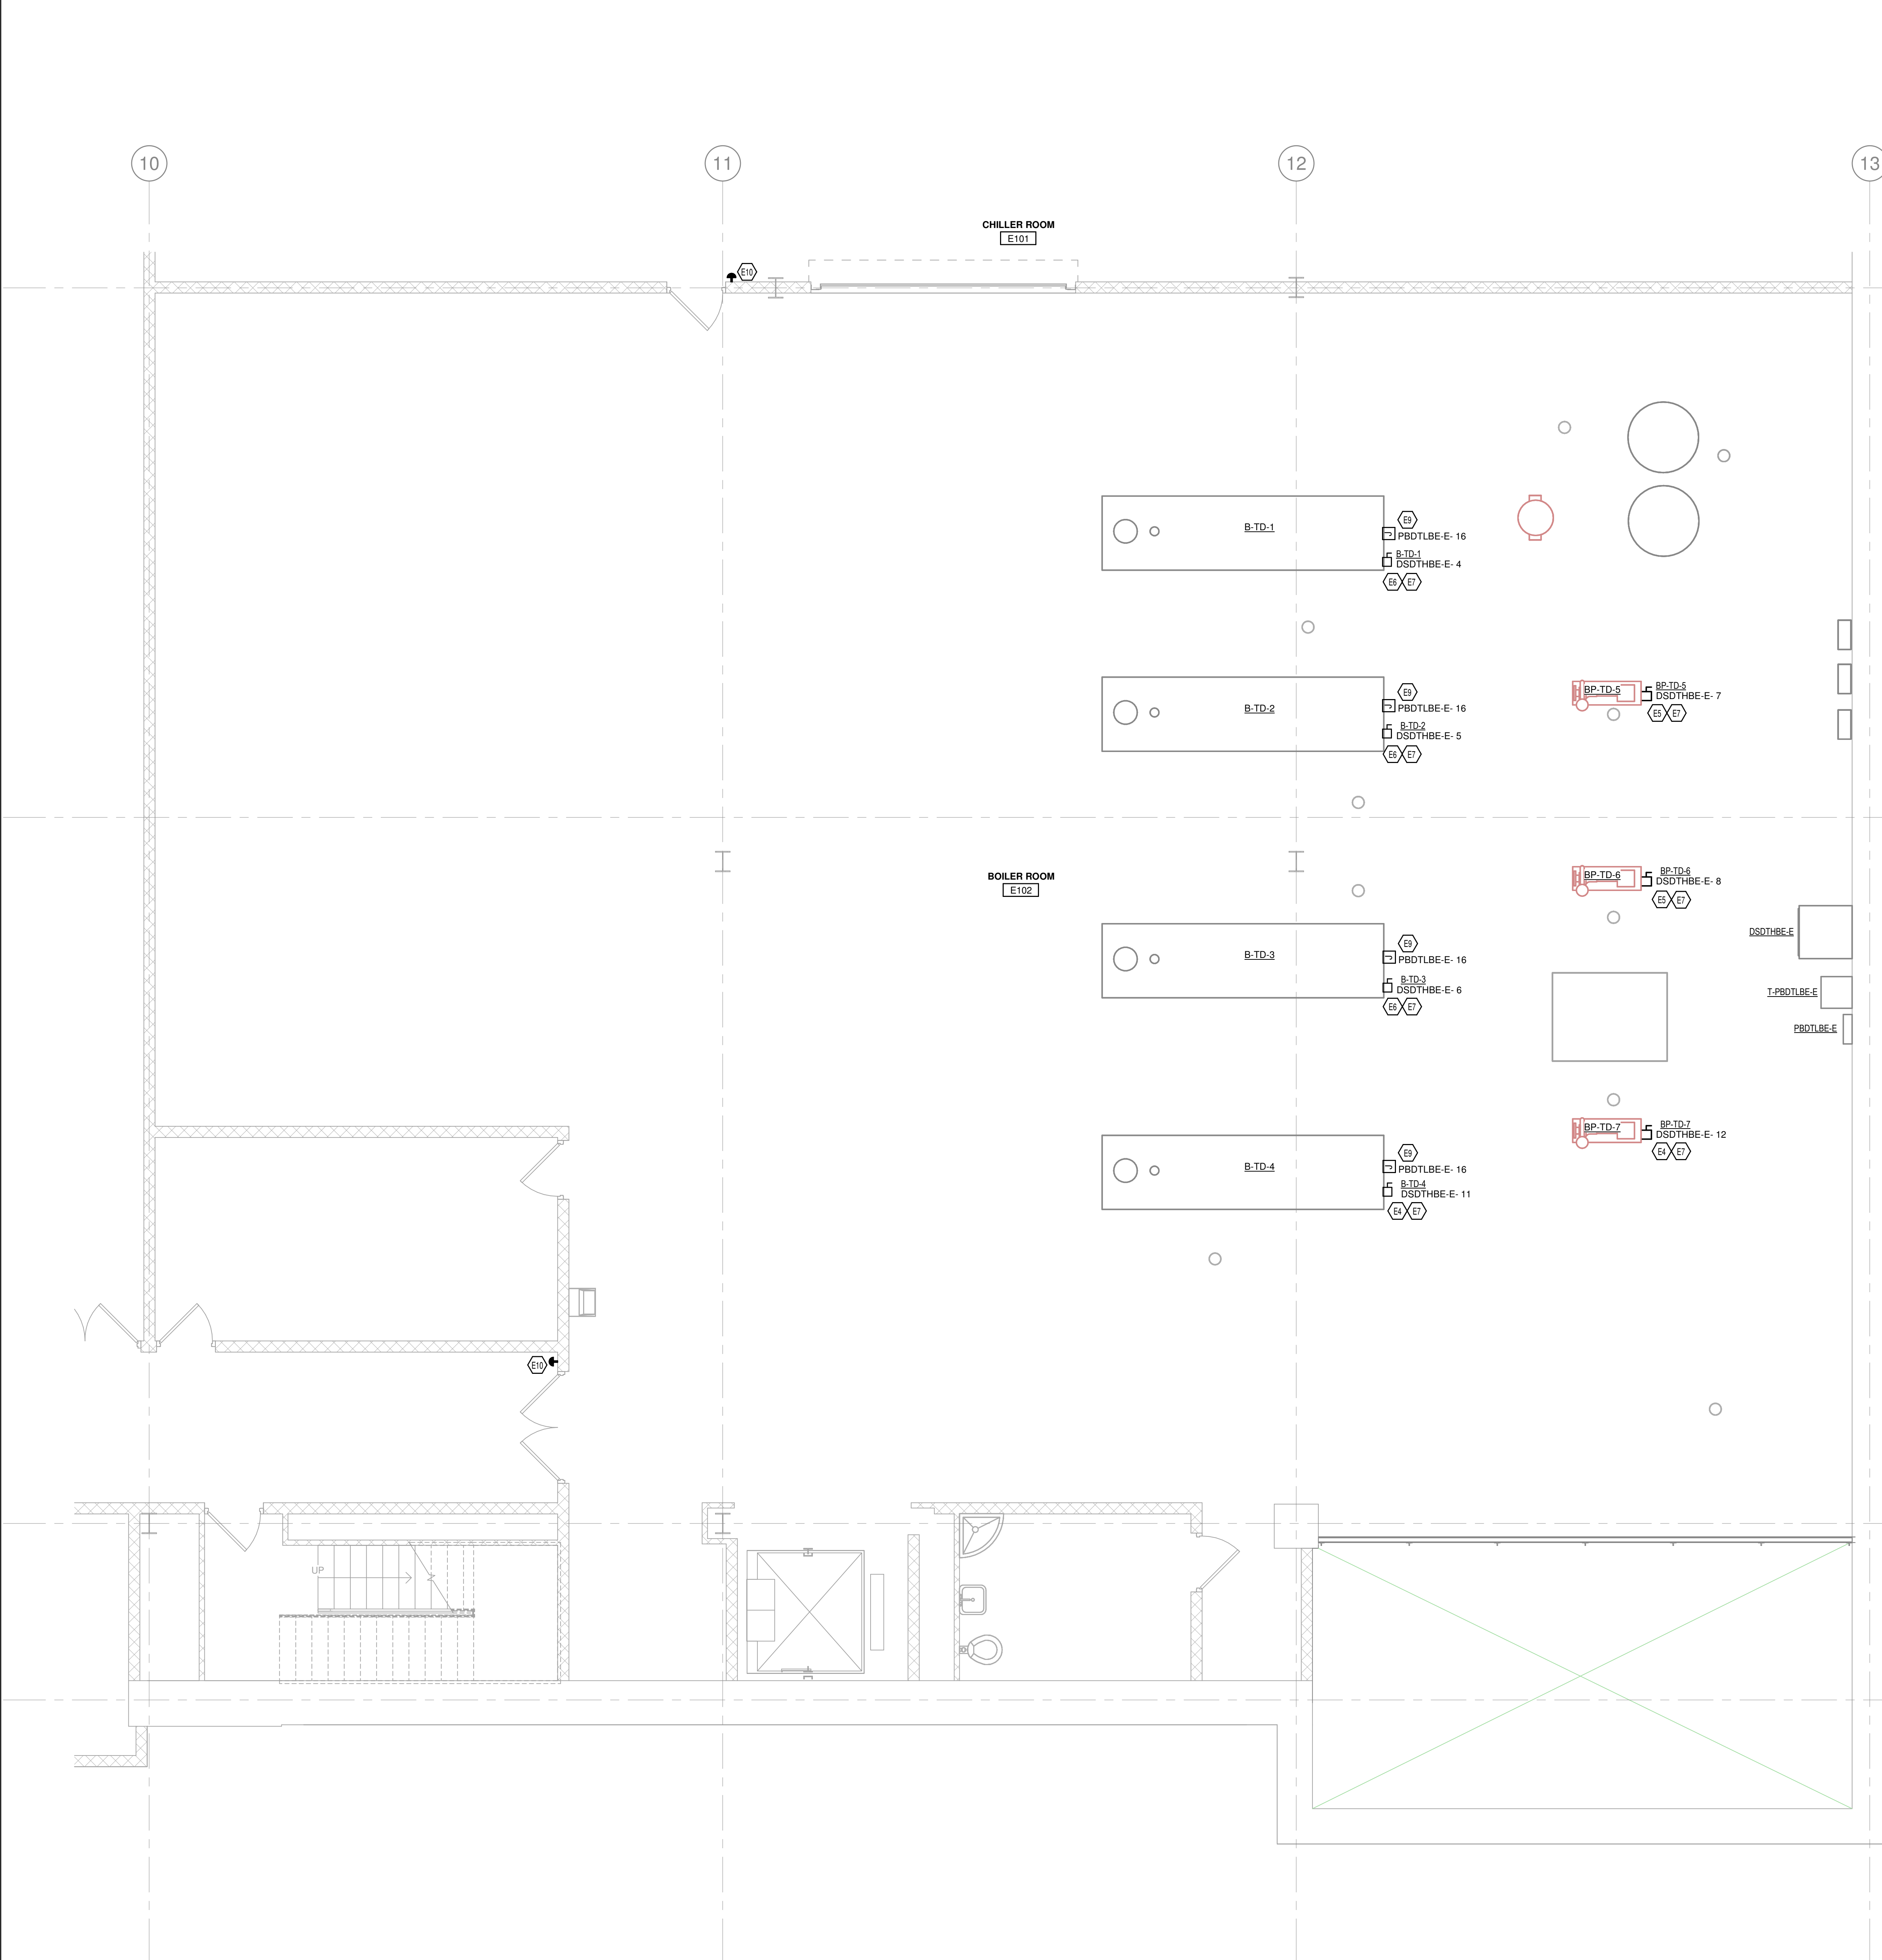 10
11
12
13
CHILLER ROOM
E101
E10
B-TD-1
E9
PBDTLBE-E- 16
B-TD-1
DSDTHBE-E- 4
E6 E7
B-TD-2
E9
PBDTLBE-E- 16
B-TD-2
DSDTHBE-E- 5
E6 E7
BP-TD-5
BP-TD-5
DSDTHBE-E- 7
E5 E7
BOILER ROOM
E102
BP-TD-6
BP-TD-6
DSDTHBE-E- 8
E5 E7
DSDTHBE-E
B-TD-3
E9
PBDTLBE-E- 16
B-TD-3
DSDTHBE-E- 6
E6 E7
T-PBDTLBE-E
PBDTLBE-E
BP-TD-7
BP-TD-7
DSDTHBE-E- 12
E4 E7
B-TD-4
E9
PBDTLBE-E- 16
B-TD-4
DSDTHBE-E- 11
E4 E7
E10
UP